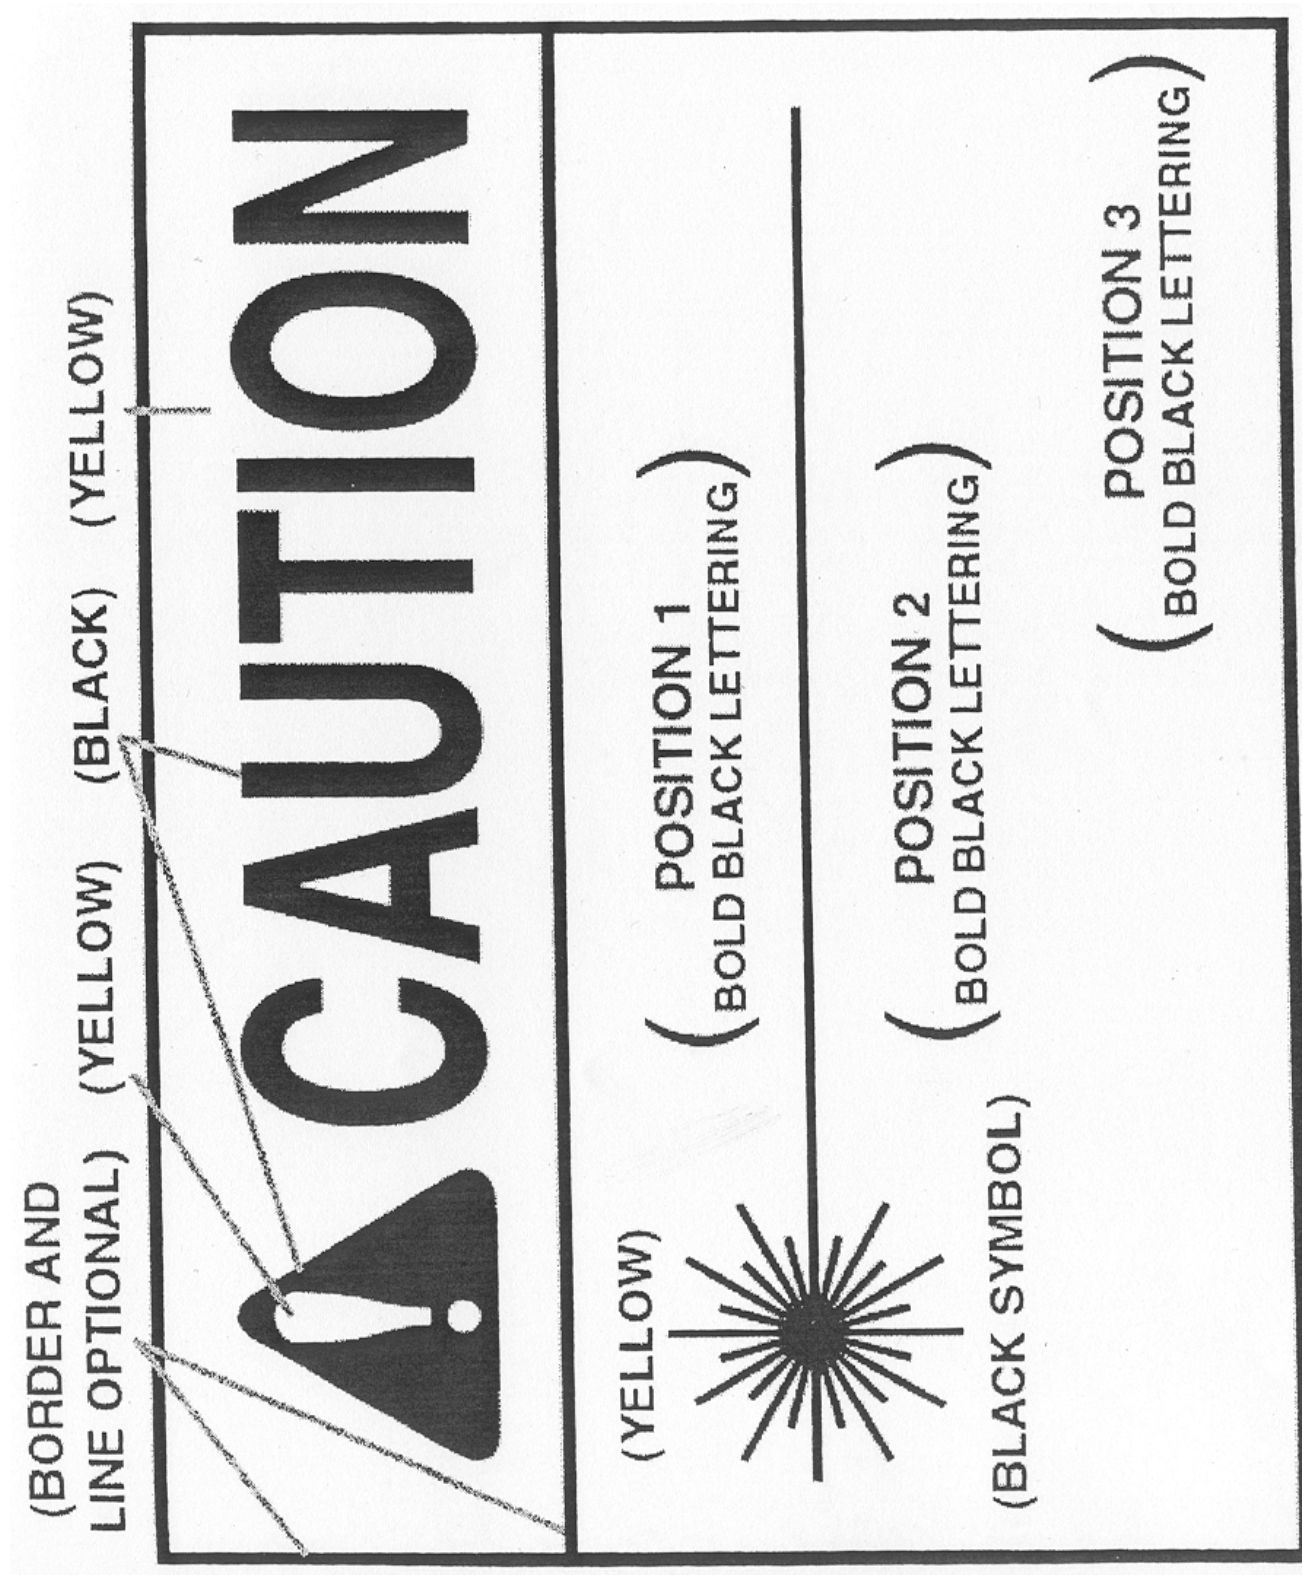 (BORDER AND
LINE OPTIONAL)
(YELLOW)
(BLACK)
(YELLOW)
CAUTION
(YELLOW)
(POSITION 1
BOLD BLACK LETTERING)
(BLACK SYMBOL)
(POSITION 2
BOLD BLACK LETTERING)
(POSITION 3
BOLD BLACK LETTERING)